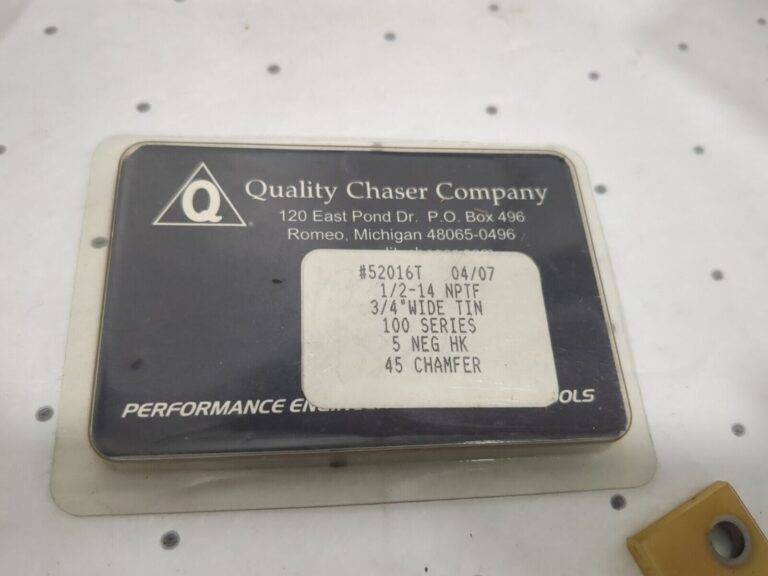 Q Quality Chaser Company
®
120 East Pond Dr. P.O. Box 496
Romeo, Michigan 48065-0496
#52016T 04/07
1/2-14 NPTF
3/4"WIDE TIN
100 SERIES
5 NEG HK
45 CHAMFER
PERFORMANCE